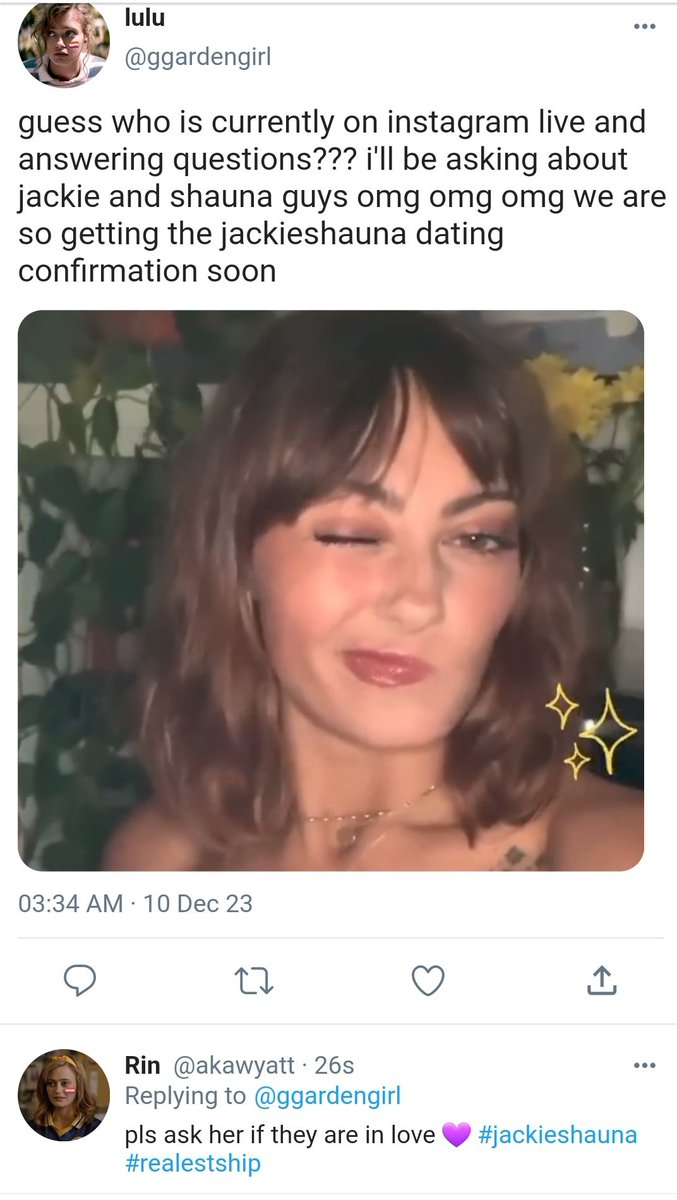 lulu
@ggardengirl
guess who is currently on instagram live and
answering questions??? i'll be asking about
jackie and shauna guys omg omg omg we are
so getting the jackieshauna dating
confirmation soon
03:34 AM · 10 Dec 23
Rin @akawyatt · 26s
Replying to @ggardengirl
pls ask her if they are in love 💜 #jackieshauna
#realestship